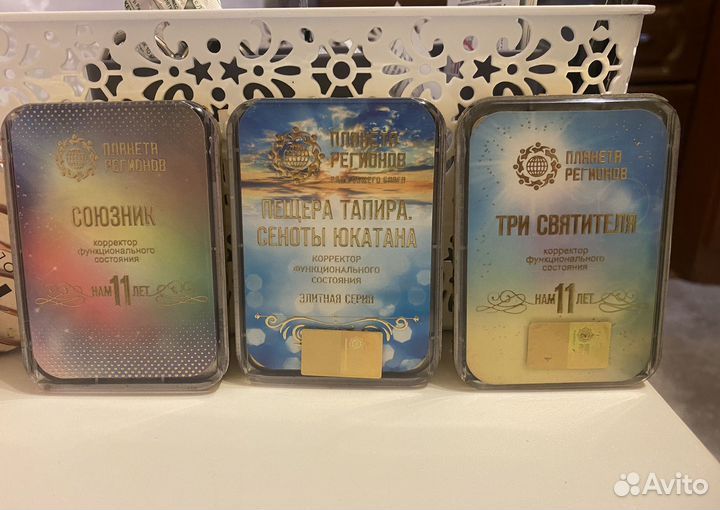 ПЛАНЕТА
РЕГИОНОВ
СОЮЗНИК
корректор
функционального
состояния
НАМ 11 ЛЕТ
ПЛАНЕТА
РЕГИОНОВ
ПЕЩЕРА ТАПИРА.
СЕНОТЫ ЮКАТАНА
КОРРЕКТОР
ФУНКЦИОНАЛЬНОГО
СОСТОЯНИЯ
ЭЛИТНАЯ СЕРИЯ
ПЛАНЕТА
РЕГИОНОВ
ТРИ СВЯТИТЕЛЯ
корректор
функционального
состояния
НАМ 11 ЛЕТ
Avito